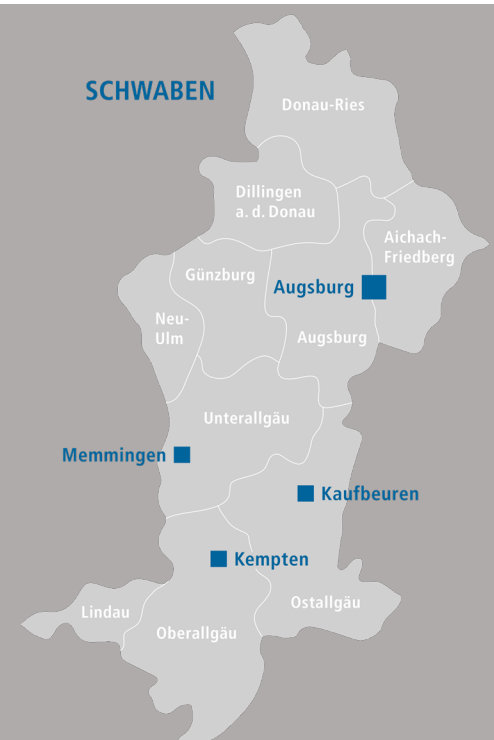 SCHWABEN
Donau-Ries
Dillingen
a. d. Donau
Aichach-
Friedberg
Günzburg
Augsburg
Neu-
Ulm
Augsburg
Unterallgäu
Memmingen
Kaufbeuren
Kempten
Ostallgäu
Lindau
Oberallgäu